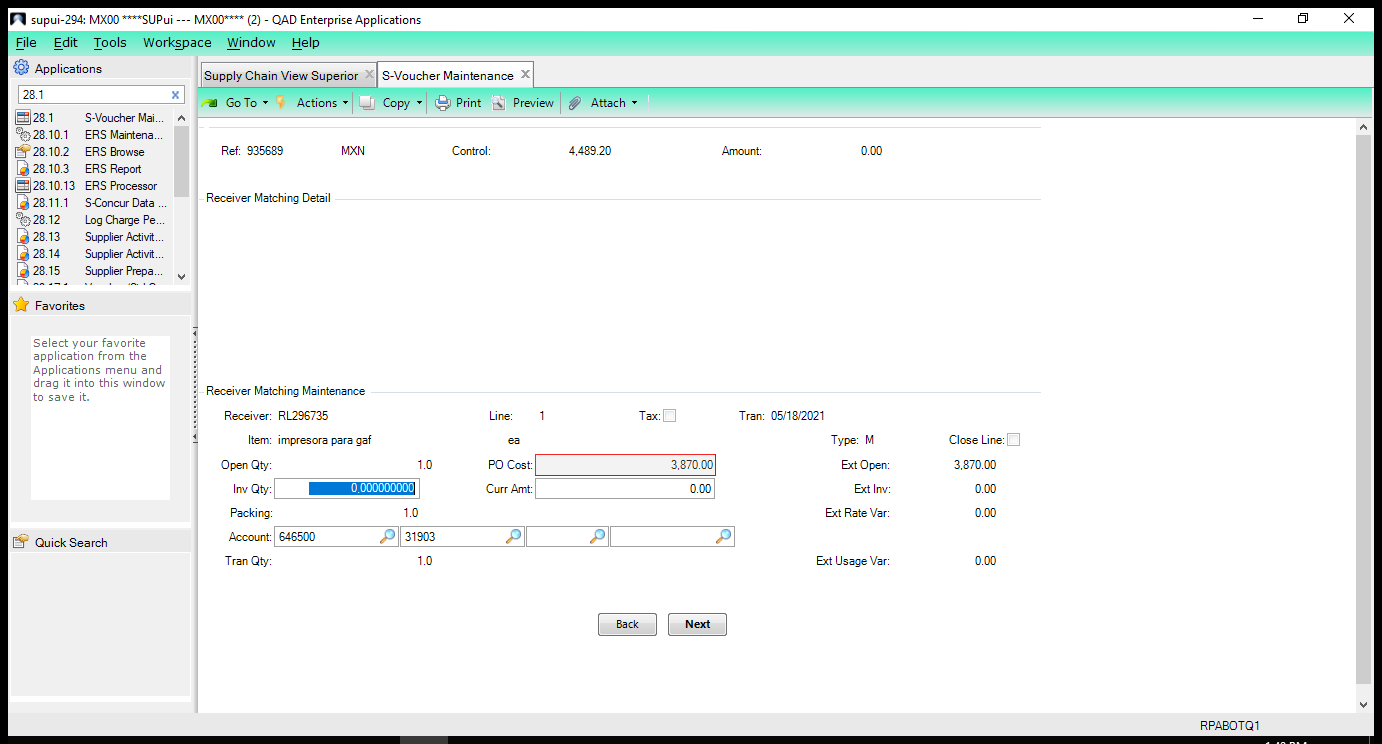 supui-294: MX00 ****SUPui --- MX00**** (2) - QAD Enterprise Applications
File Edit Tools Workspace Window Help
Applications
28.1
28.1 S-Voucher Mai...
28.10.1 ERS Maintena...
28.10.2 ERS Browse
28.10.3 ERS Report
28.10.13 ERS Processor
28.11.1 S-Concur Data ...
28.12 Log Charge Pe...
28.13 Supplier Activit...
28.14 Supplier Activit...
28.15 Supplier Prepa...
Favorites
Select your favorite
application from the
Applications menu and
drag it into this window
to save it.
Quick Search
Supply Chain View Superior S-Voucher Maintenance
Go To Actions Copy Print Preview Attach
Ref: 935689 MXN Control: 4,489.20 Amount: 0.00
Receiver Matching Detail
Receiver Matching Maintenance
Receiver: RL296735 Line: 1 Tax: Tran: 05/18/2021
Item: impresora para gaf ea Type: M Close Line:
Open Qty: 1.0 PO Cost: 3,870.00 Ext Open: 3,870.00
Inv Qty: 0.000000000 Curr Amt: 0.00 Ext Inv: 0.00
Packing: 1.0 Ext Rate Var: 0.00
Account: 646500 31903
Tran Qty: 1.0 Ext Usage Var: 0.00
Back Next
RPABOTQ1